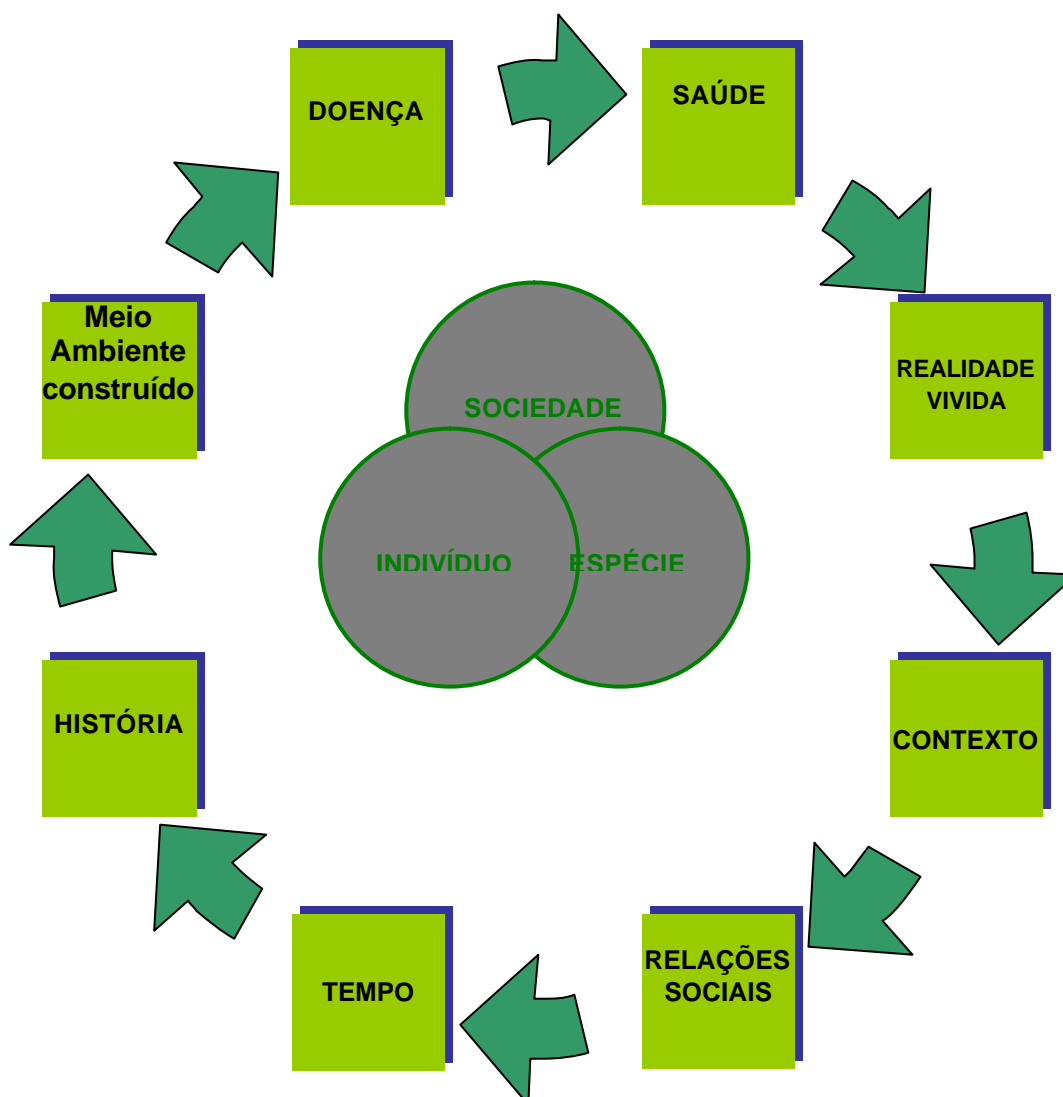 DOENÇA
SAÚDE
REALIDADE
VIVIDA
CONTEXTO
RELAÇÕES
SOCIAIS
TEMPO
HISTÓRIA
Meio
Ambiente
construído
SOCIEDADE
INDIVÍDUO
ESPÉCIE